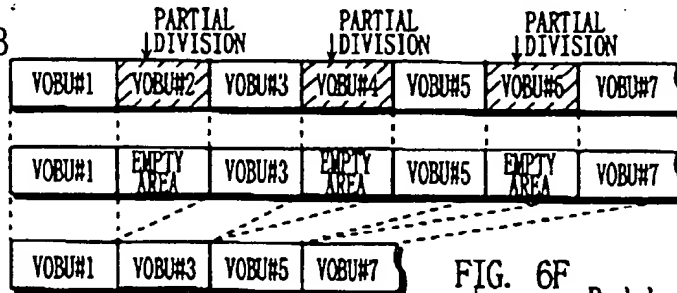 PARTIAL DIVISION PARTIAL DIVISION PARTIAL DIVISION
B
VOBU#1 VOBU#2 VOBU#3 VOBU#4 VOBU#5 VOBU#6 VOBU#7
VOBU#1 EMPTY AREA VOBU#3 EMPTY AREA VOBU#5 EMPTY AREA VOBU#7
VOBU#1 VOBU#3 VOBU#5 VOBU#7
FIG. 6F